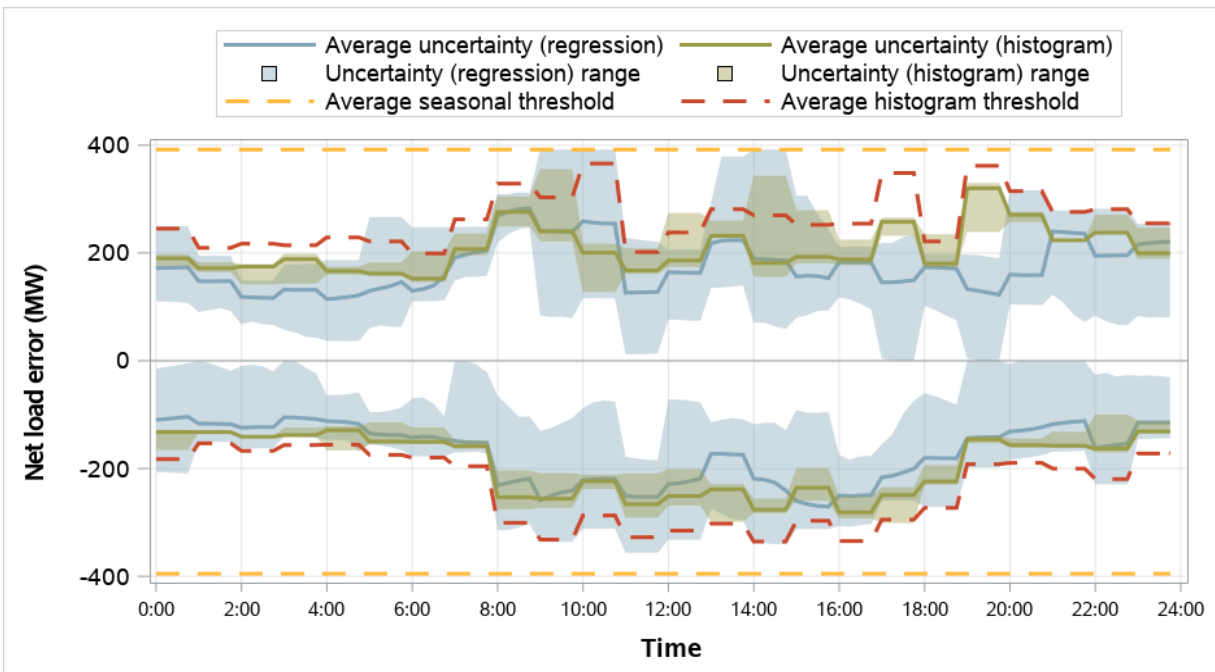 Average uncertainty (regression) Average uncertainty (histogram)
Uncertainty (regression) range Uncertainty (histogram) range
Average seasonal threshold Average histogram threshold
400
200
0
-200
-400
Net load error (MW)
0:00 2:00 4:00 6:00 8:00 10:00 12:00 14:00 16:00 18:00 20:00 22:00 24:00
Time